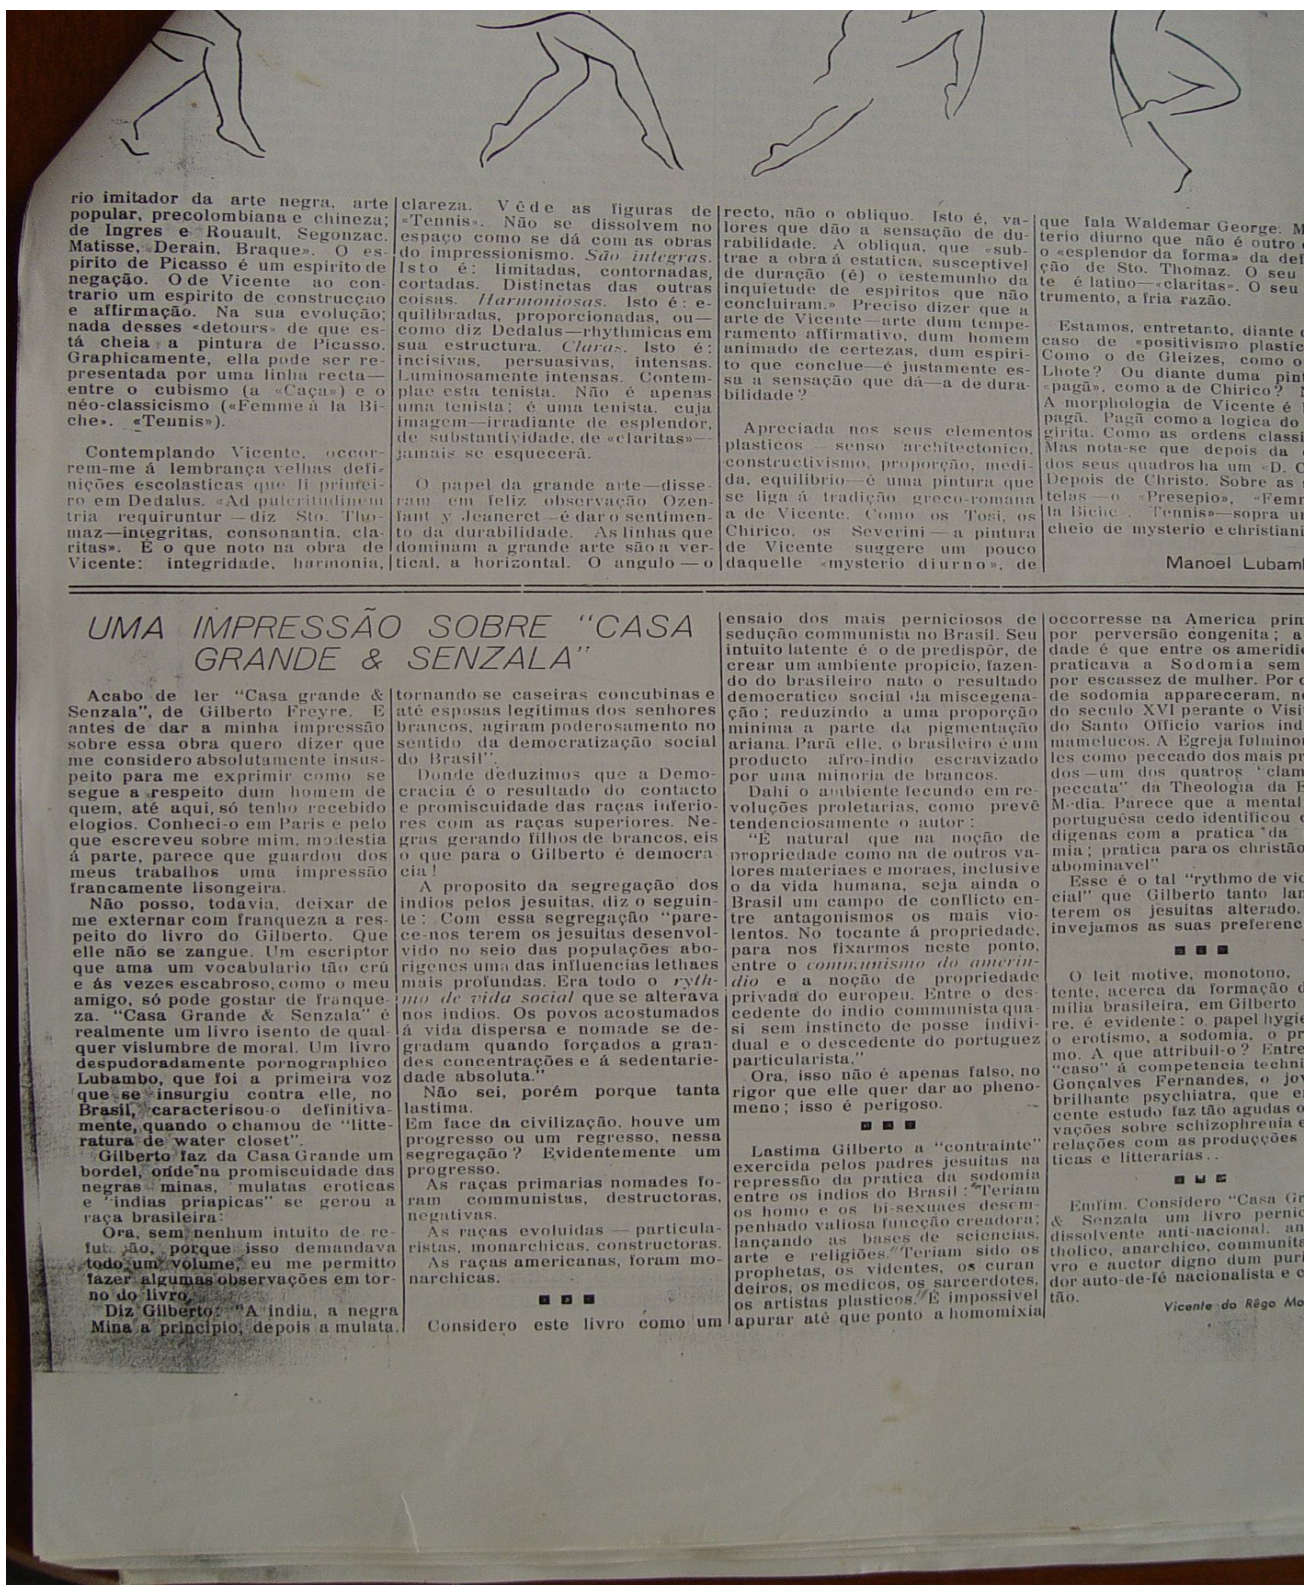 rio imitador da arte negra, arte
popular, precolombiana e chineza;
de Ingres e Rouault, Segonzac.
Matisse, Derain, Braque». O es-
pirito de Picasso é um espirito de
negação. O de Vicente ao con-
trario um espirito de construcção
e affirmação. Na sua evolução;
nada desses «detours» de que es-
tá cheia a pintura de Picasso.
Graphicamente, ella pode ser re-
presentada por uma linha recta—
entre o cubismo (a «Caça») e o
néo-classicismo («Femme à la Bi-
che». «Tennis»).
Contemplando Vicente, occor-
rem-me á lembrança velhas defi-
nições escolasticas que li primei-
ro em Dedalus. «Ad pulcritudinem
tria requiruntur —diz Sto. Tho-
maz—integritas, consonantia, cla-
ritas». E o que noto na obra de
Vicente: integridade, harmonia,
clareza. Vêde as figuras de
«Tennis». Não se dissolvem no
espaço como se dá com as obras
do impressionismo. São integras.
Isto é: limitadas, contornadas,
cortadas. Distinctas das outras
coisas. Harmoniosas. Isto é: e-
quilibradas, proporcionadas, ou—
como diz Dedalus—rhythmicas em
sua estructura. Claras. Isto é:
incisivas, persuasivas, intensas.
Luminosamente intensas. Contem-
plae esta tenista. Não é apenas
uma tenista; é uma tenista, cuja
imagem—irradiante de esplendor,
de substantividade, de «claritas»—
jamais se esquecerá.
O papel da grande arte—disse-
ram em feliz observação Ozen-
fant y Jeaneret—é dar o sentimen-
to da durabilidade. As linhas que
dominam a grande arte são a ver-
tical, a horizontal. O angulo — o
recto, não o obliquo. Isto é, va-
lores que dão a sensação de du-
rabilidade. A obliqua, que «sub-
trae a obra á estatica, susceptivel
de duração (é) o testemunho da
inquietude de espiritos que não
concluiram.» Preciso dizer que a
arte de Vicente—arte dum tempe-
ramento affirmativo, dum homem
animado de certezas, dum espiri-
to que conclue—é justamente es-
sa a sensação que dá—a de dura-
bilidade?
Apreciada nos seus elementos
plasticos — senso architectonico,
constructivismo, proporção, medi-
da, equilibrio—é uma pintura que
se liga á tradição greco-romana
a de Vicente. Como os Tosi, os
Chirico, os Severini — a pintura
de Vicente suggere um pouco
daquelle «mysterio diurno», de
que fala Waldemar George. M
terio diurno que não é outro
o «esplendor da forma» da def
ção de Sto. Thomaz. O seu
te é latino—«claritas». O seu
trumento, a fria razão.
Estamos, entretanto, diante
caso de «positivismo plastic
Como o de Gleizes, como o
Lhote? Ou diante duma pin
«pagã», como a de Chirico?
A morphologia de Vicente é
pagã. Pagã como a logica do
girita. Como as ordens classi
Mas nota-se que depois da
dos seus quadros ha um «D. C
Depois de Christo. Sobre as
telas — o «Presepio», «Femm
la Biche . Tennis»—sopra um
cheio de mysterio e christiani
Manoel Lubam
UMA IMPRESSÃO SOBRE "CASA
GRANDE & SENZALA"
Acabo de ler "Casa grande &
Senzala", de Gilberto Freyre. E
antes de dar a minha impressão
sobre essa obra quero dizer que
me considero absolutamente insus-
peito para me exprimir como se
segue a respeito dum homem de
quem, até aqui, só tenho recebido
elogios. Conheci-o em Paris e pelo
que escreveu sobre mim, modestia
á parte, parece que guardou dos
meus trabalhos uma impressão
francamente lisongeira.
Não posso, todavia, deixar de
me externar com franqueza a res-
peito do livro do Gilberto. Que
elle não se zangue. Um escriptor
que ama um vocabulario tão crú
e ás vezes escabroso, como o meu
amigo, só pode gostar de franque-
za. "Casa Grande & Senzala" é
realmente um livro isento de qual-
quer vislumbre de moral. Um livro
despudoradamente pornographico
Lubambo, que foi a primeira voz
que se insurgiu contra elle, no
Brasil, caracterisou-o definitiva-
mente, quando o chamou de "litte-
ratura de water closet".
Gilberto faz da Casa Grande um
bordel, onde na promiscuidade das
negras minas, mulatas eroticas
e "indias priapicas" se gerou a
raça brasileira:
Ora, sem nenhum intuito de re-
futação, porque isso demandava
todo um volume, eu me permitto
fazer algumas observações em tor-
no do livro,
Diz Gilberto: "A india, a negra
Mina a principio, depois a mulata,
tornando se caseiras concubinas e
até esposas legitimas dos senhores
brancos, agiram poderosamento no
sentido da democratização social
do Brasil".
Donde deduzimos que a Demo-
cracia é o resultado do contacto
e promiscuidade das raças inferio-
res com as raças superiores. Ne-
gras gerando filhos de brancos, eis
o que para o Gilberto é democra-
cia!
A proposito da segregação dos
indios pelos jesuitas, diz o seguin-
te: Com essa segregação "pare-
ce-nos terem os jesuitas desenvol-
vido no seio das populações abo-
rigenes uma das influencias lethaes
mais profundas. Era todo o ryth-
mo de vida social que se alterava
nos indios. Os povos acostumados
á vida dispersa e nomade se de-
gradam quando forçados a gran-
des concentrações e á sedentarie-
dade absoluta."
Não sei, porém porque tanta
lastima.
Em face da civilização, houve um
progresso ou um regresso, nessa
segregação? Evidentemente um
progresso.
As raças primarias nomades fo-
ram communistas, destructoras,
negativas.
As raças evoluidas — particula-
ristas, monarchicas, constructoras.
As raças americanas, foram mo-
narchicas.
Considero este livro como um
ensaio dos mais perniciosos de
sedução communista no Brasil. Seu
intuito latente é o de predispôr, de
crear um ambiente propicio, fazen-
do do brasileiro nato o resultado
democratico social da miscegena-
ção; reduzindo a uma proporção
minima a parte da pigmentação
ariana. Parã elle, o brasileiro é um
producto afro-indio escravizado
por uma minoria de brancos.
Dahi o ambiente fecundo em re-
voluções proletarias, como prevê
tendenciosamente o autor:
"É natural que na noção de
propriedade como na de outros va-
lores materiaes e moraes, inclusive
o da vida humana, seja ainda o
Brasil um campo de conflicto en-
tre antagonismos os mais vio-
lentos. No tocante á propriedade,
para nos fixarmos neste ponto,
entre o communismo do amerin-
dio e a noção de propriedade
privada do europeu. Entre o des-
cedente do indio communista qua-
si sem instincto de posse indivi-
dual e o descedente do portuguez
particularista."
Ora, isso não é apenas falso, no
rigor que elle quer dar ao pheno-
meno; isso é perigoso.
Lastima Gilberto a "contrainte"
exercida pelos padres jesuitas na
repressão da pratica da sodomia
entre os indios do Brasil: "Teriam
os homo e os bi-sexuaes desem-
penhado valiosa funcção creadora;
lançando as bases de sciencias,
arte e religiões. "Teriam sido os
prophetas, os videntes, os curan
deiros, os medicos, os sarcerdotes,
os artistas plasticos." É impossivel
apurar até que ponto a homomixia
occorresse na America prim
por perversão congenita; a
dade é que entre os ameridi
praticava a Sodomia sem
por escassez de mulher. Por
de sodomia appareceram, no
do seculo XVI perante o Visi
do Santo Officio varios ind
mamelucos. A Egreja fulmino
les como peccado dos mais pr
dos—um dos quatros "clam
peccata" da Theologia da E
Media. Parece que a mental
portuguêsa cedo identificou
digenas com a pratica da
mia; pratica para os christão
abominavel"
Esse é o tal "rythmo de vi
cial" que Gilberto tanto lam
terem os jesuitas alterado.
invejamos as suas preferenc
O leit motive, monotono,
tente, acerca da formação d
milia brasileira, em Gilberto
re, é evidente: o papel hygie
o erotismo, a sodomia, o pr
mo. A que attribuil-o? Entre
"caso" á competencia techni
Gonçalves Fernandes, o jov
brilhante psychiatra, que e
cente estudo faz tão agudas o
vações sobre schizophrenia e
relações com as producções
ticas e litterarias..
Emfim. Considero "Casa Gr
& Senzala um livro pernic
dissolvente anti-nacional, an
tholico, anarchico, communita
vro e auctor digno dum puri
dor auto-de-fé nacionalista e c
tão.
Vicente do Rêgo Mo